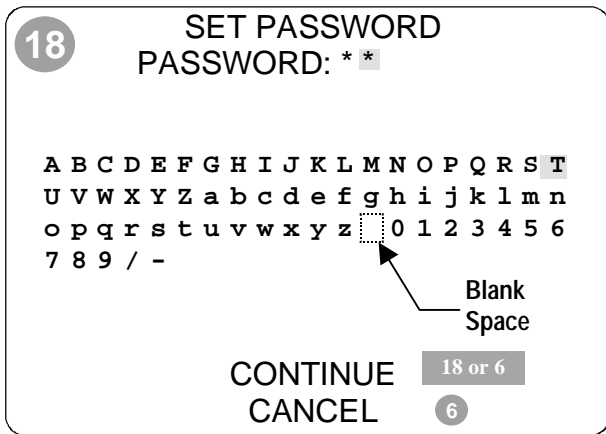 18
SET PASSWORD
PASSWORD: * *
A B C D E F G H I J K L M N O P Q R S T
U V W X Y Z a b c d e f g h i j k l m n
o p q r s t u v w x y z 0 1 2 3 4 5 6
7 8 9 / -
Blank
Space
CONTINUE 18 or 6
CANCEL 6